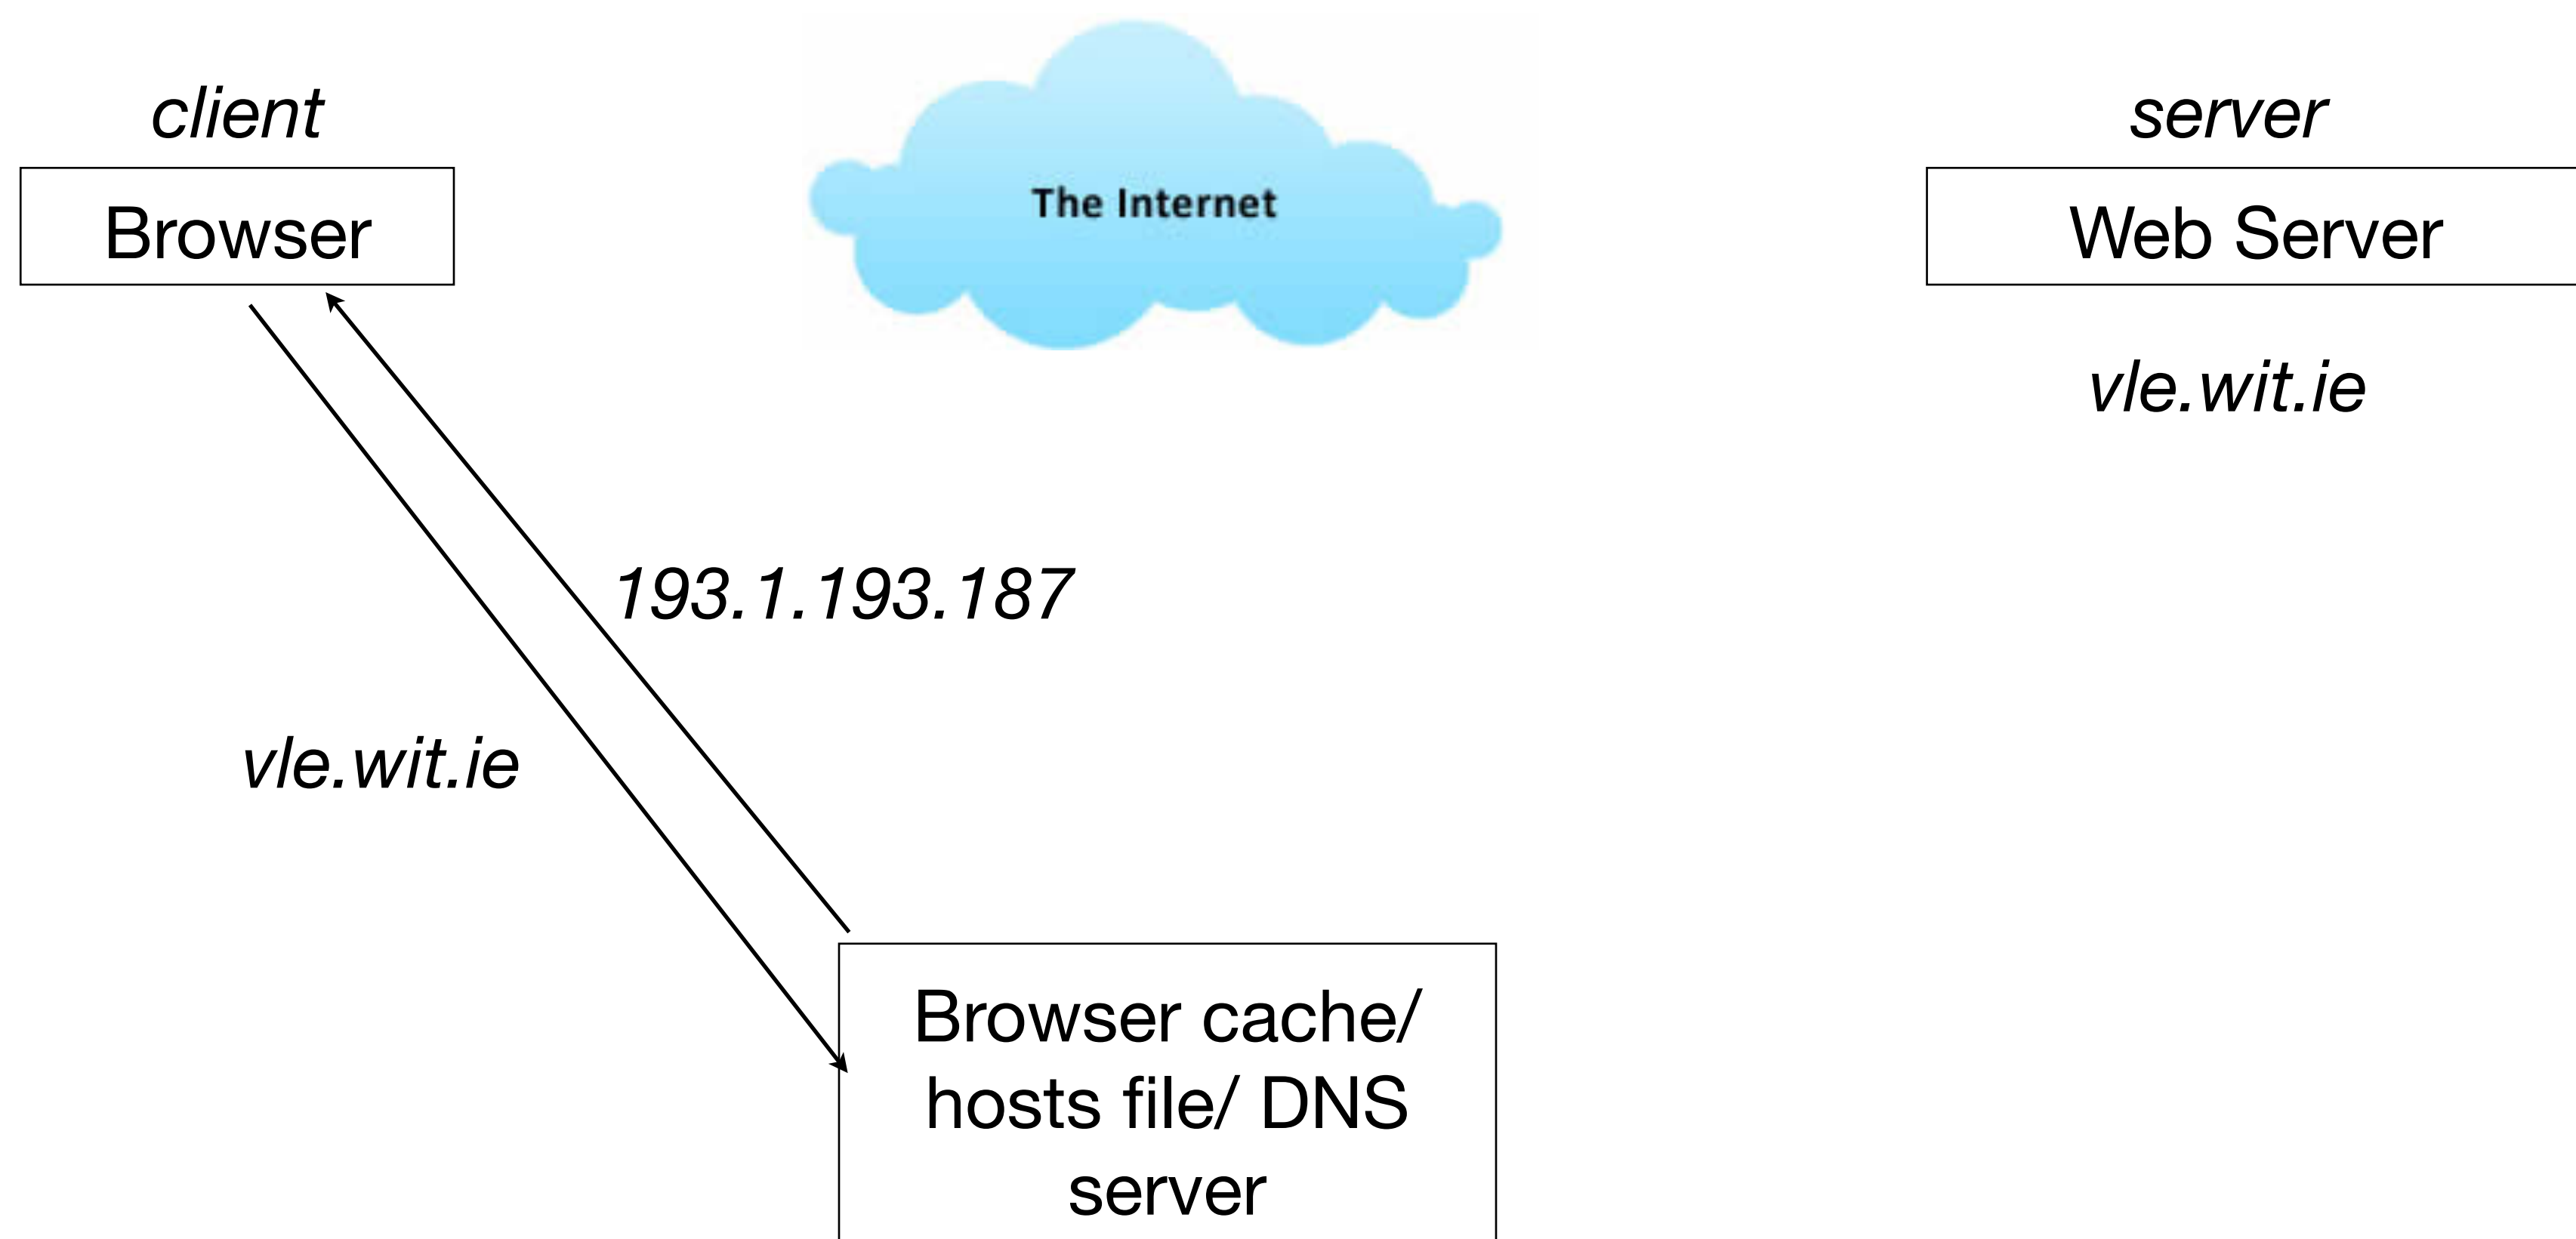 client
server
Browser
The Internet
Web Server
vle.wit.ie
193.1.193.187
vle.wit.ie
Browser cache/
hosts file/ DNS
server